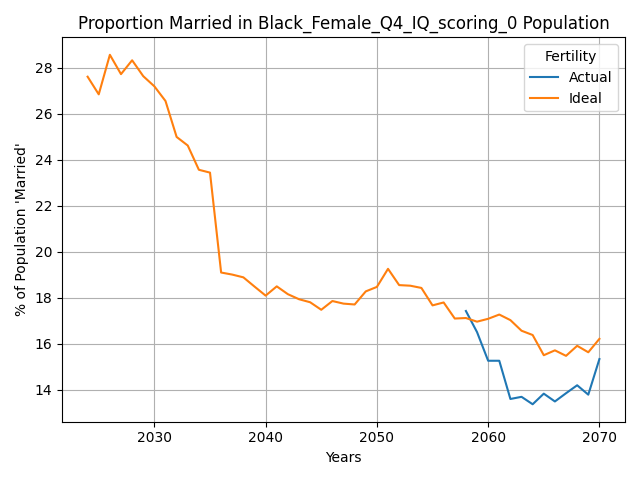 Proportion Married in Black_Female_Q4_IQ_scoring_0 Population
Fertility
Actual
Ideal
% of Population 'Married'
28
26
24
22
20
18
16
14
2030
2040
2050
2060
2070
Years